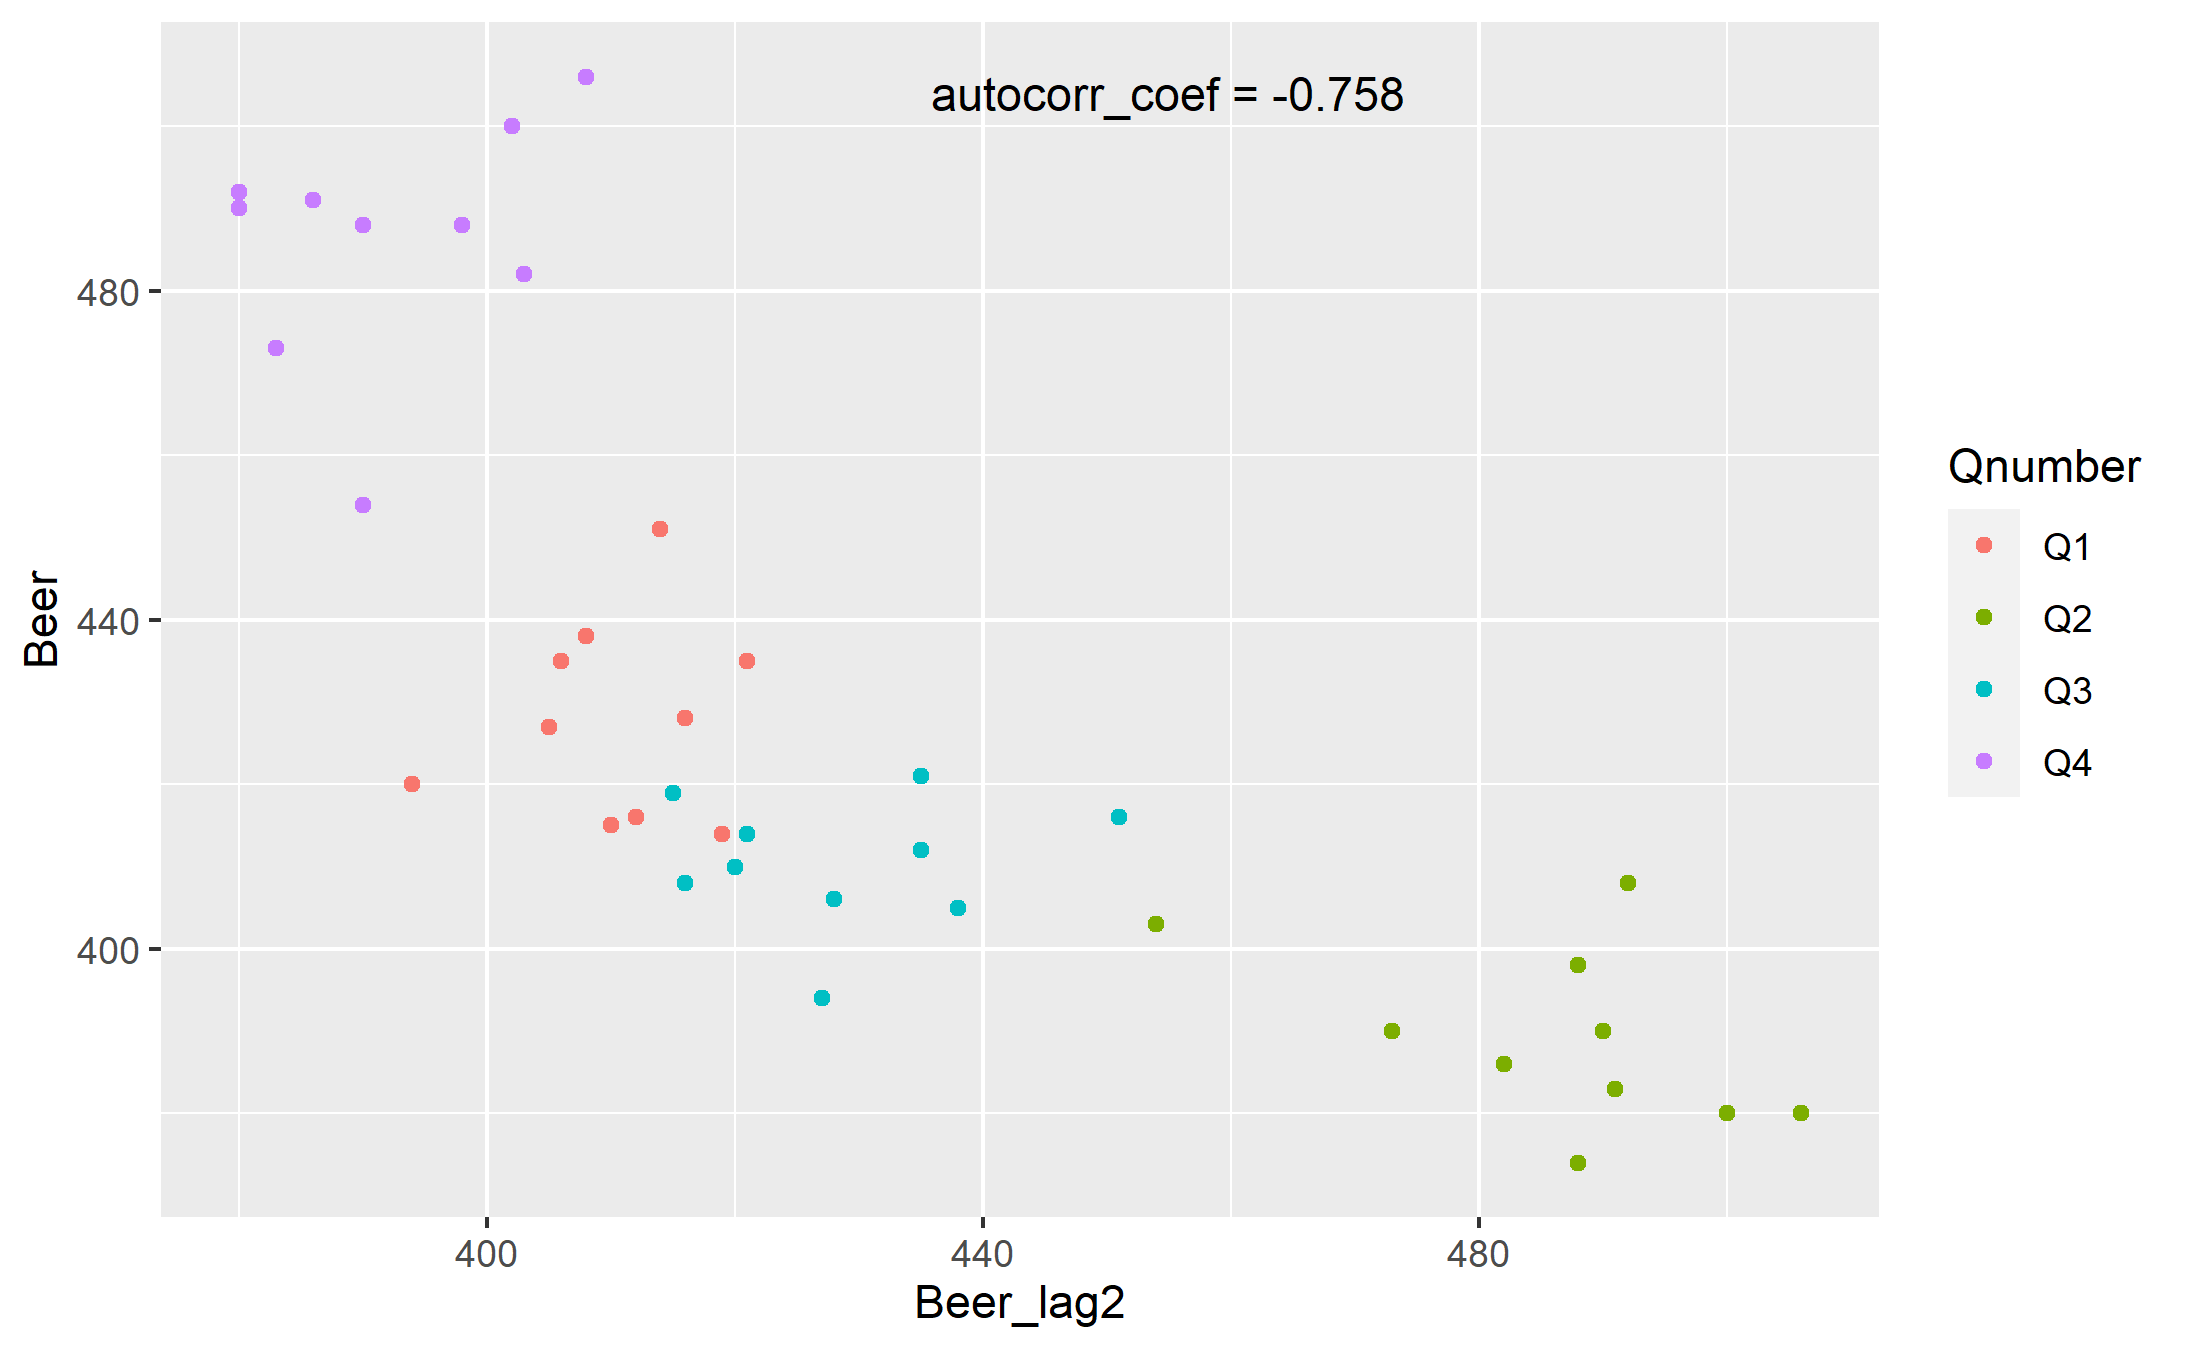 autocorr_coef = -0.758
480
440
400
Beer
400 440 480
Beer_lag2
Qnumber
Q1
Q2
Q3
Q4